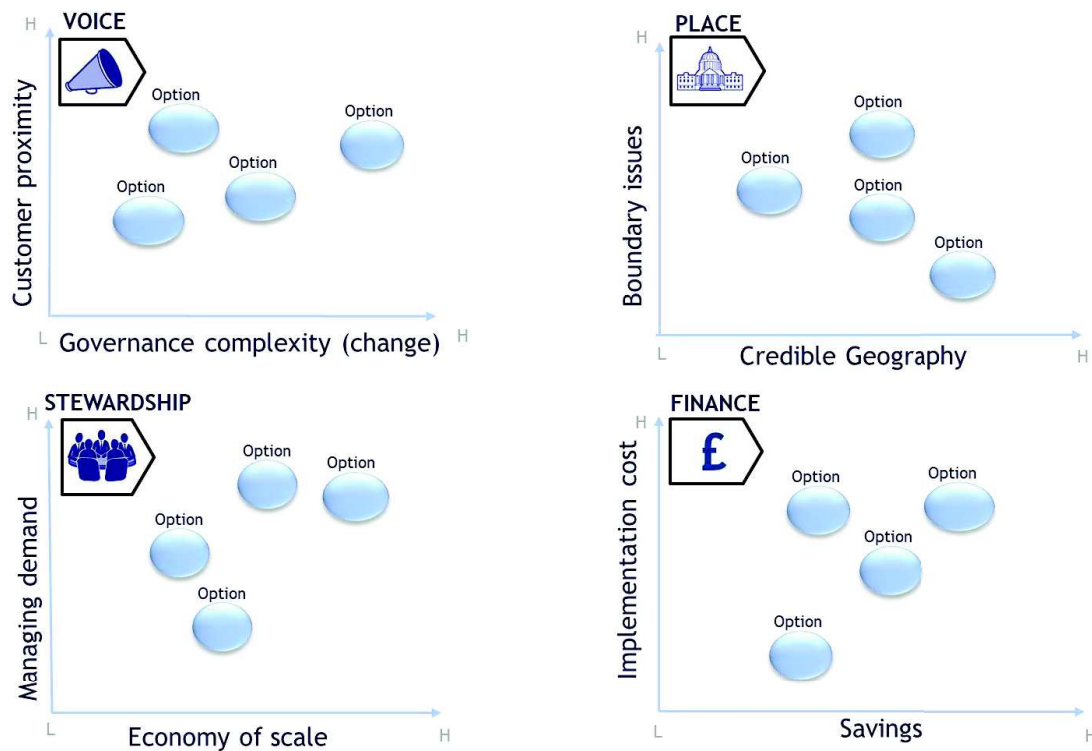 VOICE
H
Customer proximity
Option
Option
Option
Option
L
Governance complexity (change)
H
PLACE
H
Boundary issues
Option
Option
Option
Option
L
Credible Geography
H
STEWARDSHIP
H
Managing demand
Option
Option
Option
Option
L
Economy of scale
H
FINANCE
H
£
Implementation cost
Option
Option
Option
Option
L
Savings
H